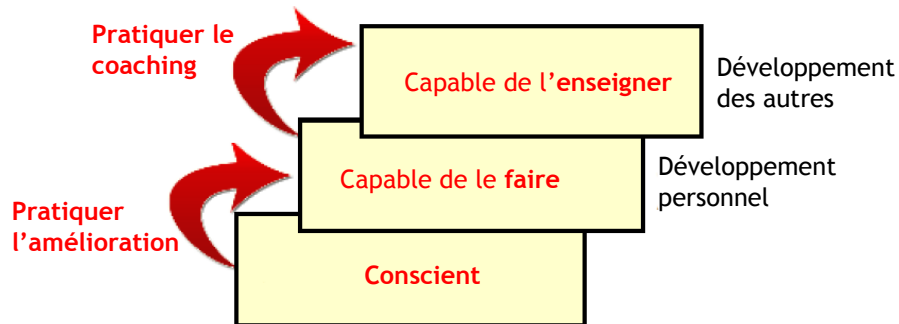 Pratiquer le
coaching
Capable de l’enseigner
Développement
des autres
Capable de le faire
Développement
personnel
Pratiquer
l’amélioration
Conscient